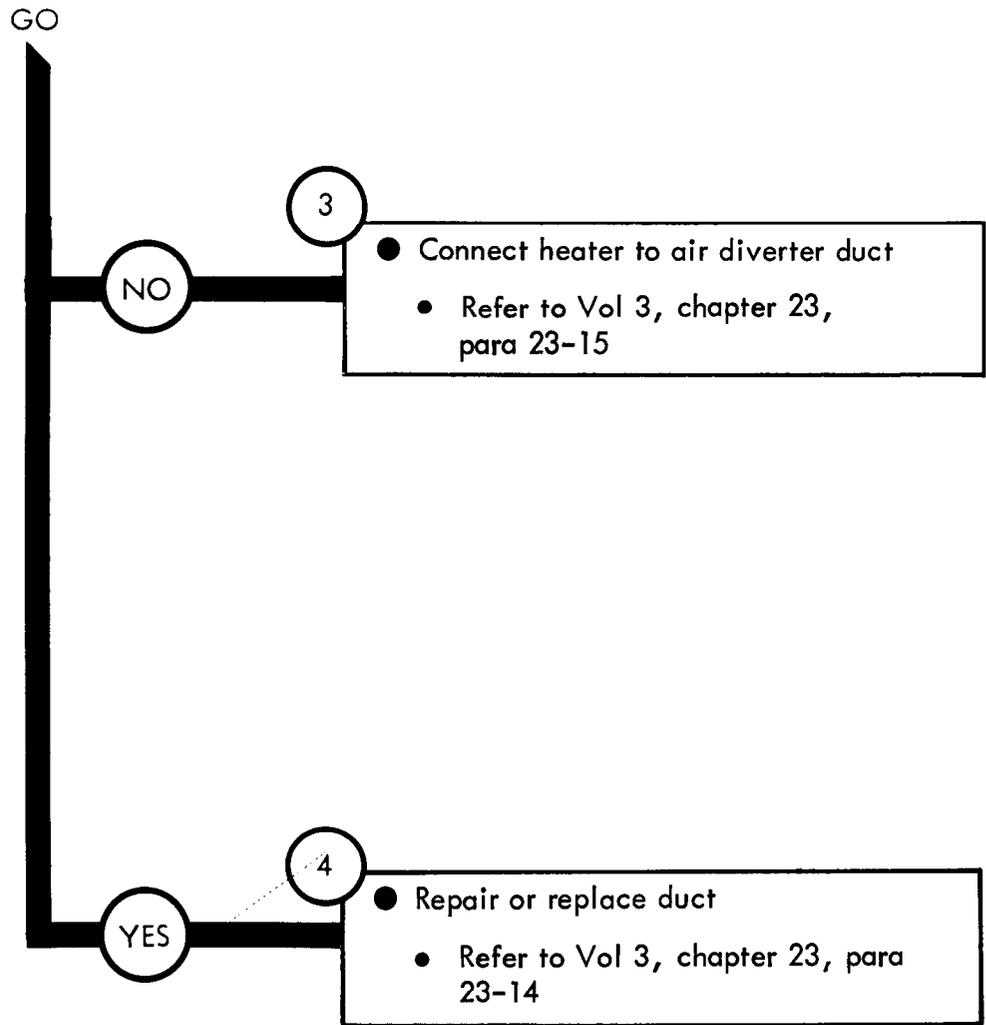 GO
3
● Connect heater to air diverter duct
NO
● Refer to Vol 3, chapter 23,
para 23-15
4
● Repair or replace duct
YES
● Refer to Vol 3, chapter 23, para
23-14